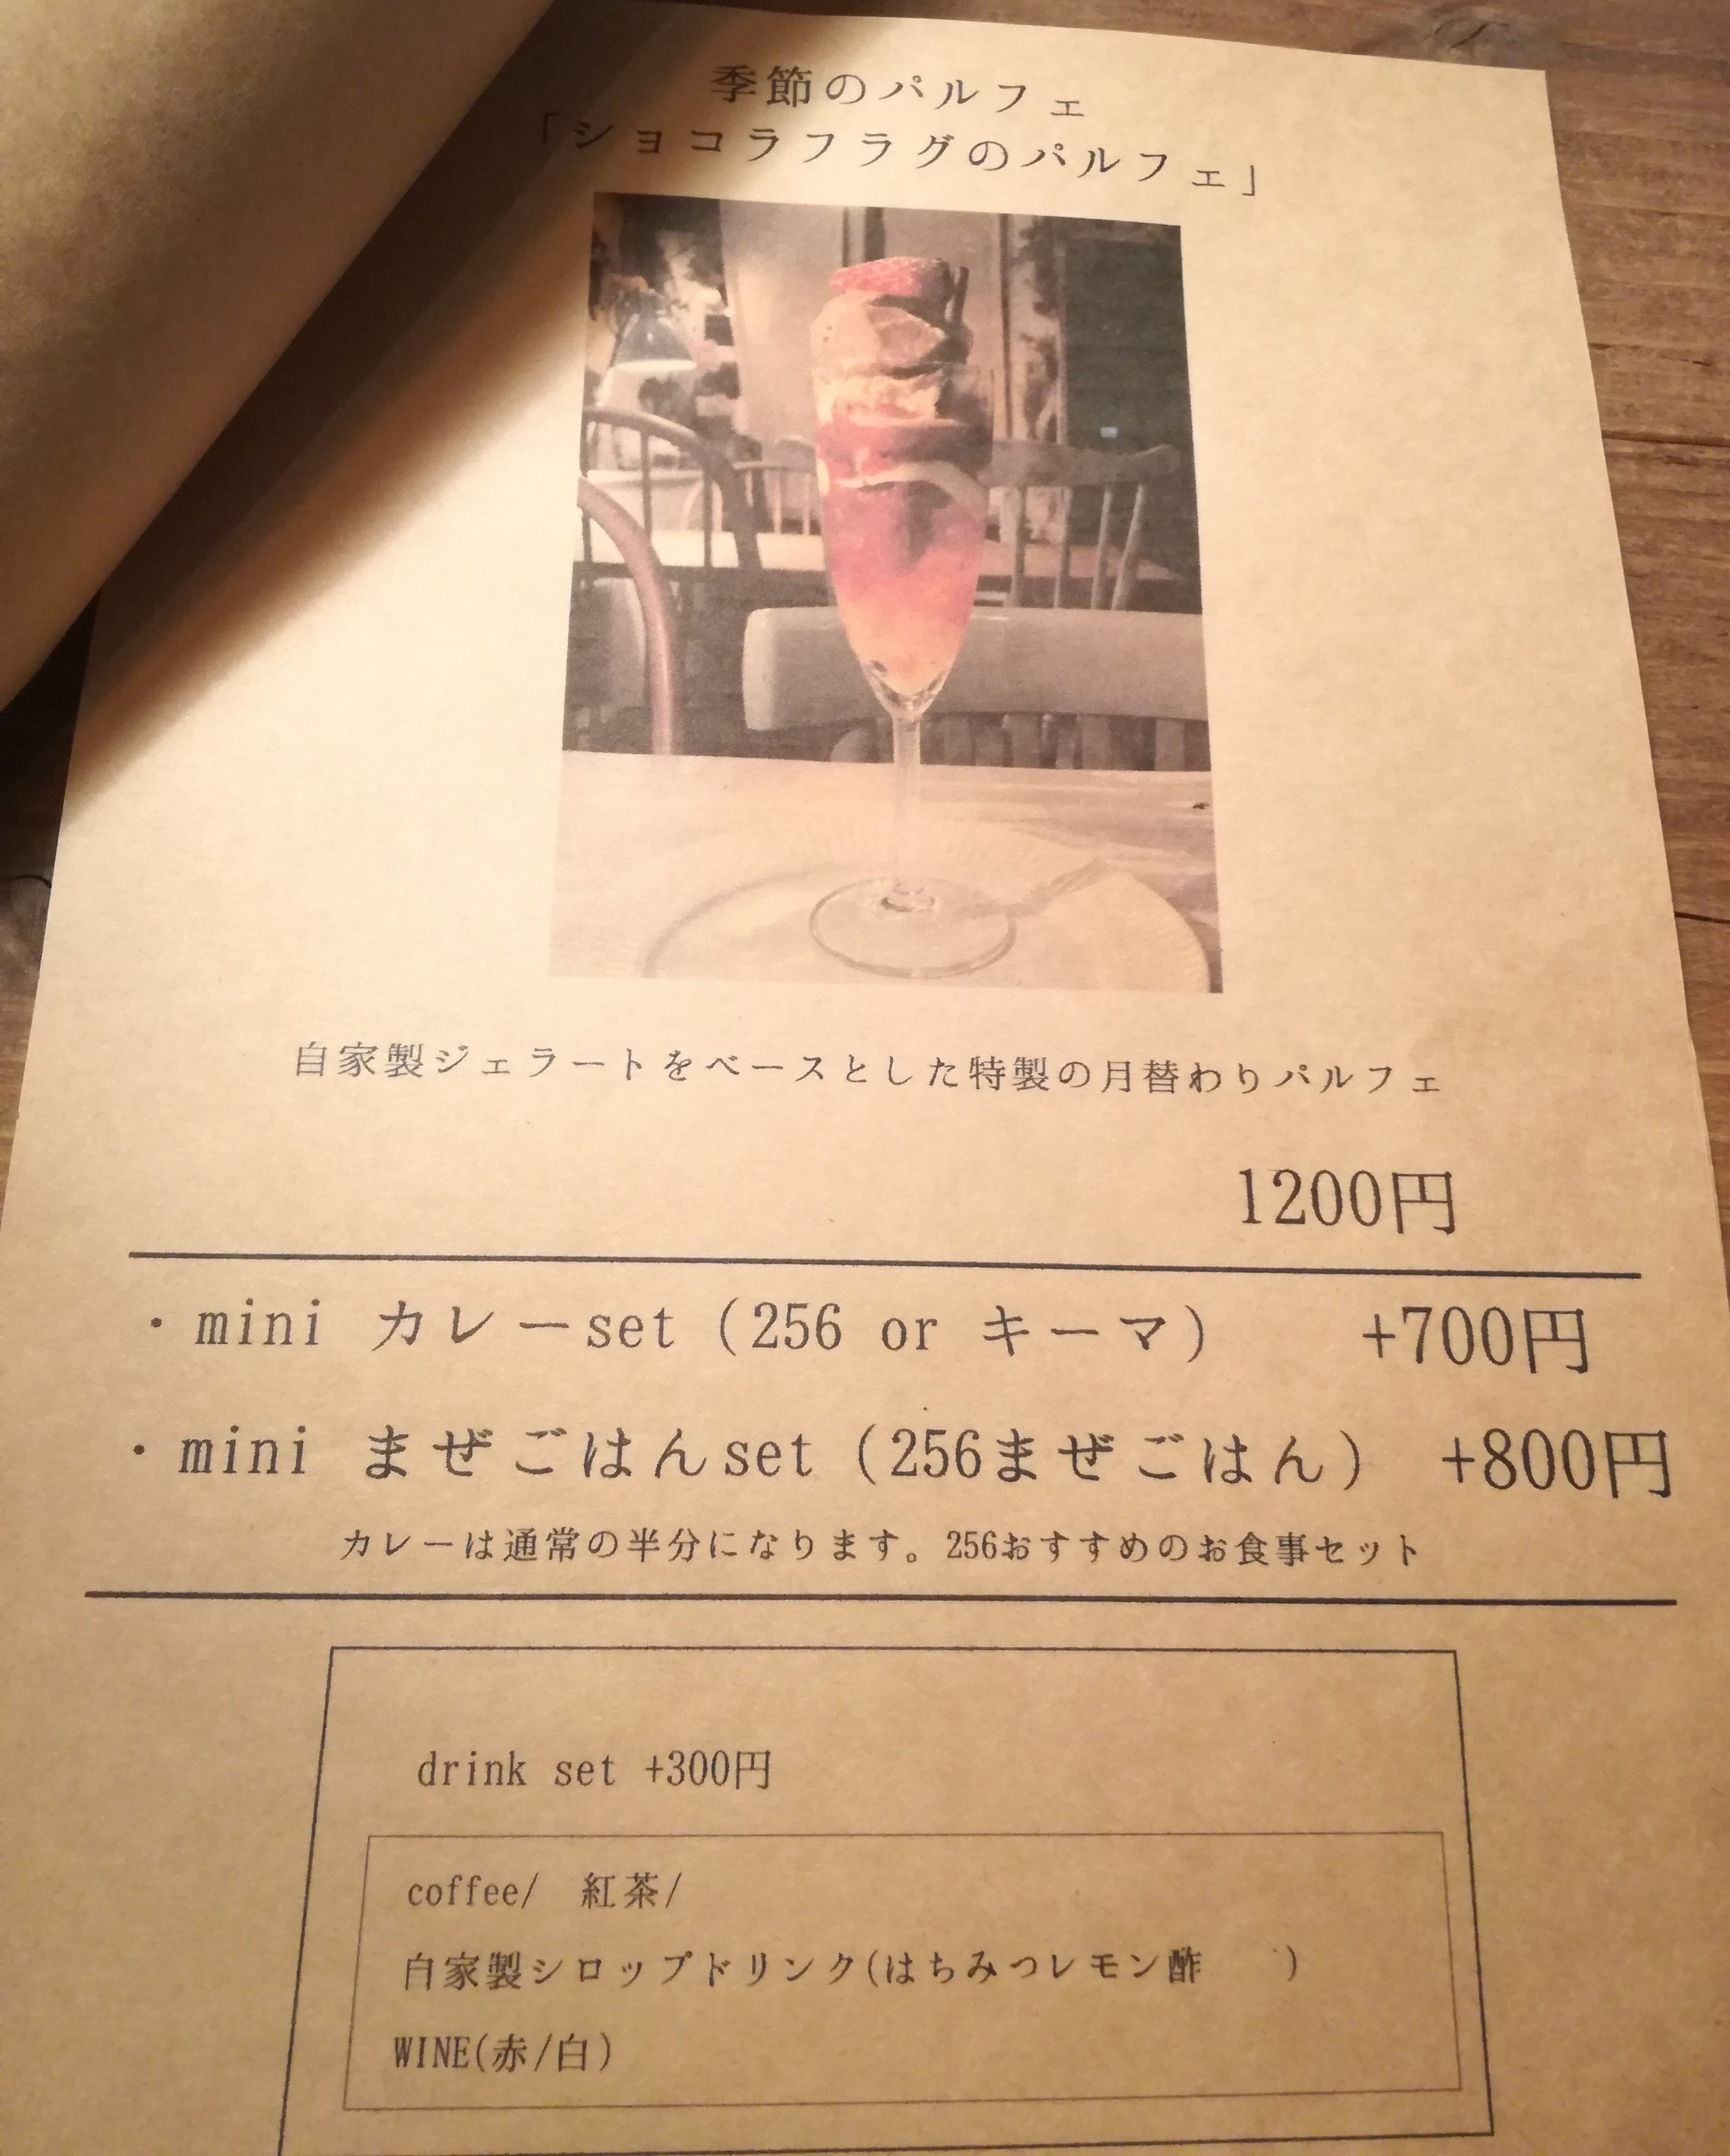 季節のパルフェ
「ショコラフラグのパルフェ」
自家製ジェラートをベースとした特製の月替わりパルフェ
1200円
・mini カレーset (256 or キーマ) +700円
・mini まぜごはんset (256まぜごはん) +800円
カレーは通常の半分になります。256おすすめのお食事セット
drink set +300円
coffee/ 紅茶/
自家製シロップドリンク(はちみつレモン酢 )
WINE(赤/白)